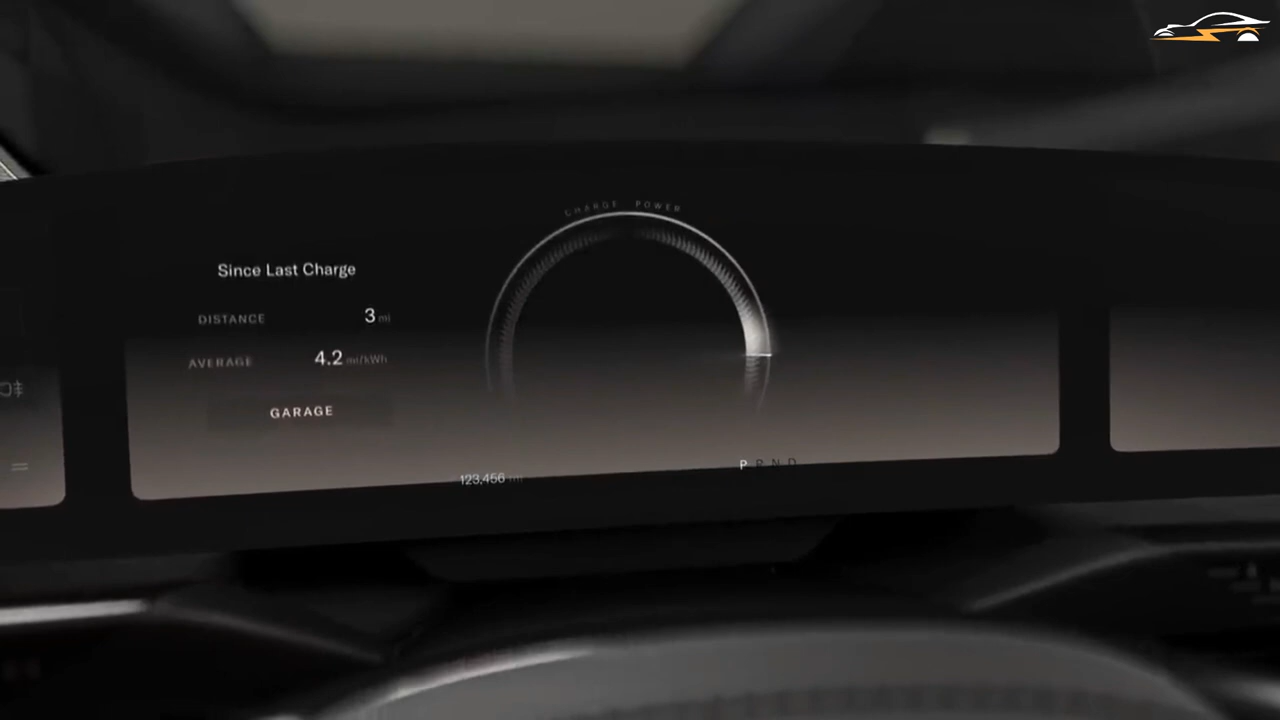 CHARGE POWER
Since Last Charge
DISTANCE 3 mi
AVERAGE 4.2 mi/kWh
GARAGE
123,456 mi
P R N D